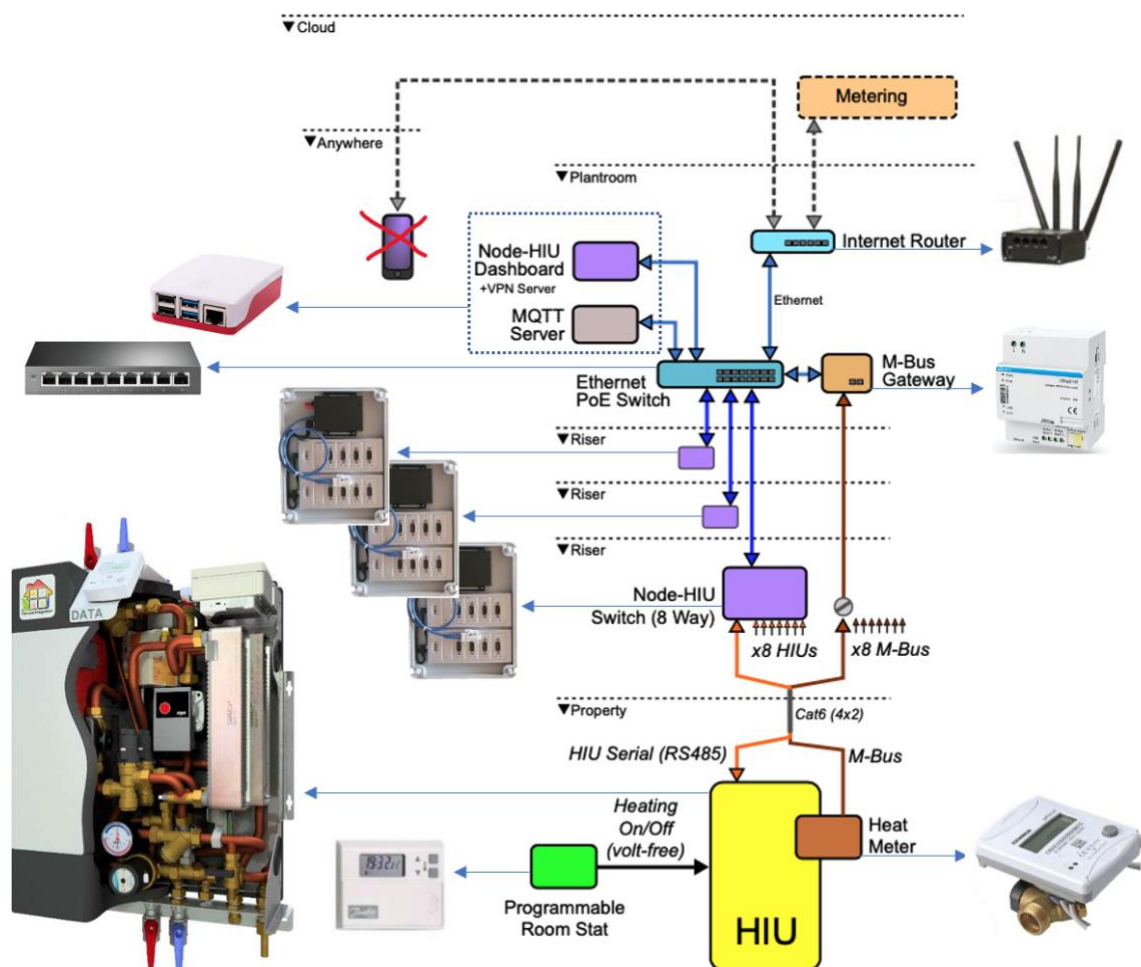 ▼Cloud
Metering
▼Anywhere
▼Plantroom
Node-HIU
Dashboard
+VPN Server
MQTT
Server
Internet Router
Ethernet
Ethernet
PoE Switch
M-Bus
Gateway
▼Riser
▼Riser
▼Riser
Node-HIU
Switch (8 Way)
x8 HIUs
x8 M-Bus
▼Property
Cat6 (4x2)
HIU Serial (RS485)
M-Bus
Heating
On/Off
(volt-free)
Heat
Meter
Programmable
Room Stat
HIU
DATA